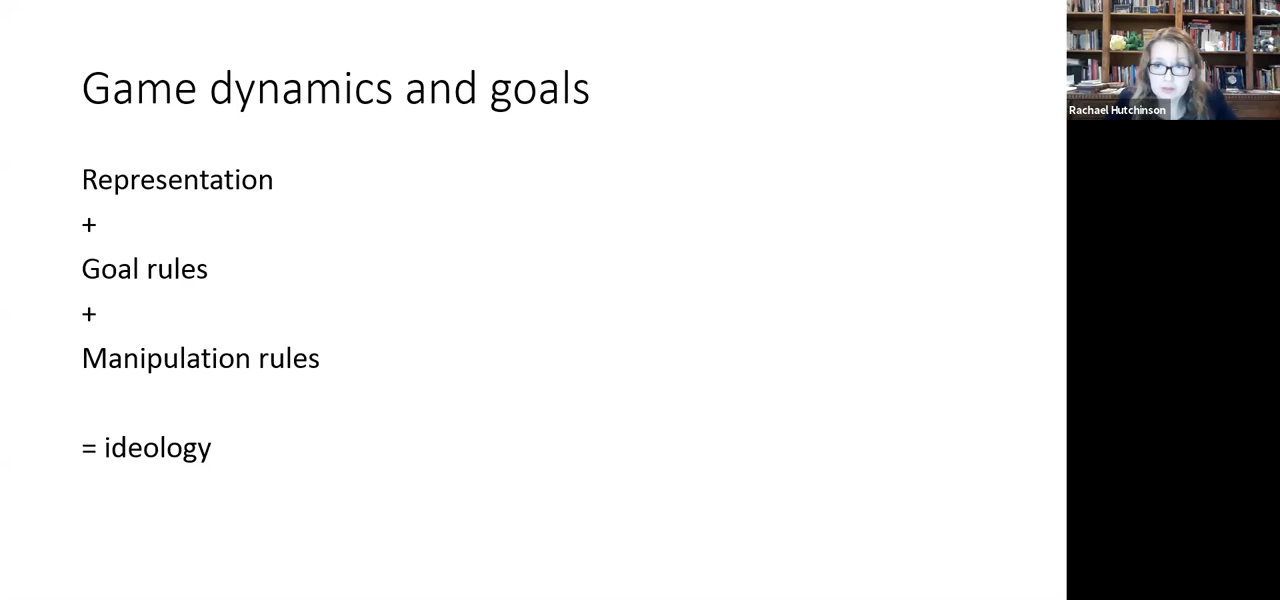 Game dynamics and goals
Representation
+
Goal rules
+
Manipulation rules
= ideology
Rachael Hutchinson